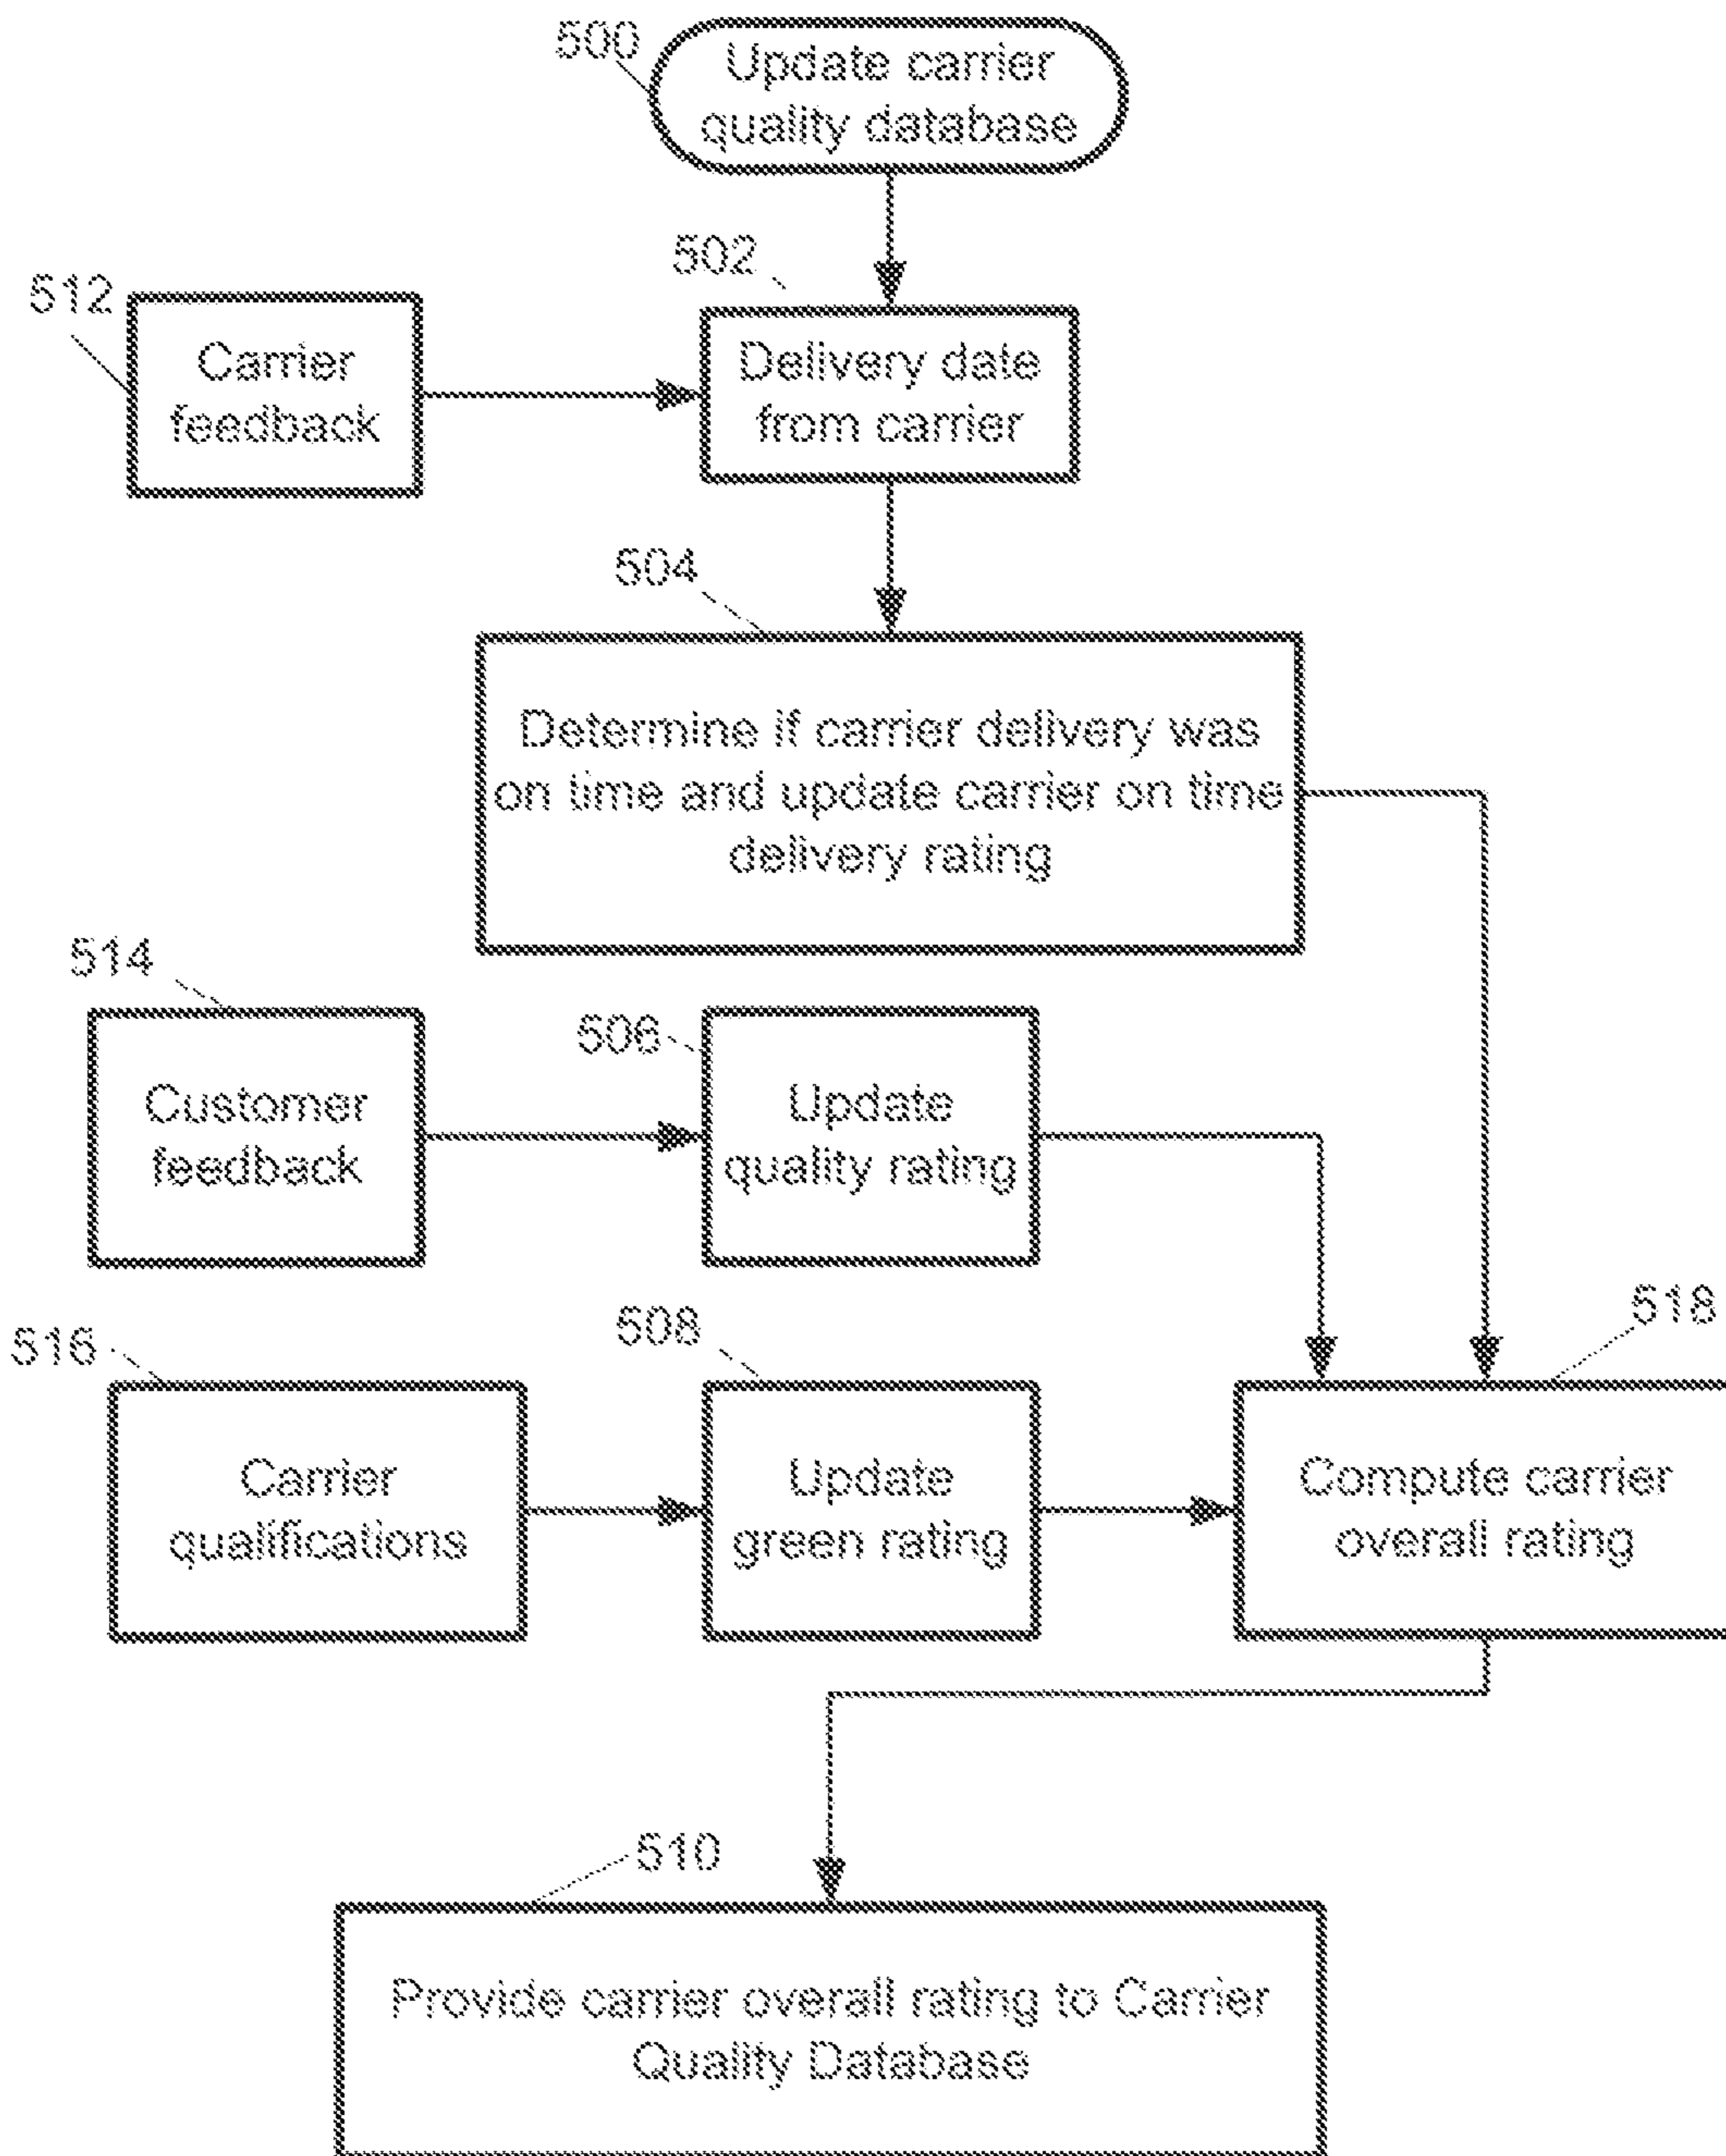 500
Update carrier
quality database
502
512
Carrier
feedback
Delivery date
from carrier
504
Determine if carrier delivery was
on time and update carrier on time
delivery rating
514
506
Customer
feedback
Update
quality rating
516
508
518
Carrier
qualifications
Update
green rating
Compute carrier
overall rating
510
Provide carrier overall rating to Carrier
Quality Database